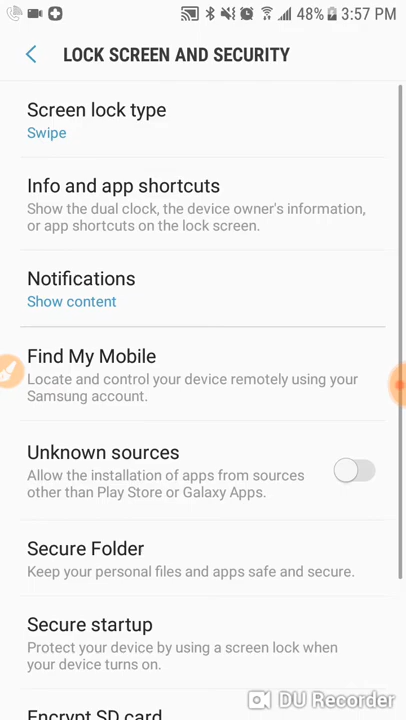 48% 3:57 PM
LOCK SCREEN AND SECURITY
Screen lock type
Swipe
Info and app shortcuts
Show the dual clock, the device owner's information,
or app shortcuts on the lock screen.
Notifications
Show content
Find My Mobile
Locate and control your device remotely using your
Samsung account.
Unknown sources
Allow the installation of apps from sources
other than Play Store or Galaxy Apps.
Secure Folder
Keep your personal files and apps safe and secure.
Secure startup
Protect your device by using a screen lock when
your device turns on.
Encrypt SD card
DU Recorder